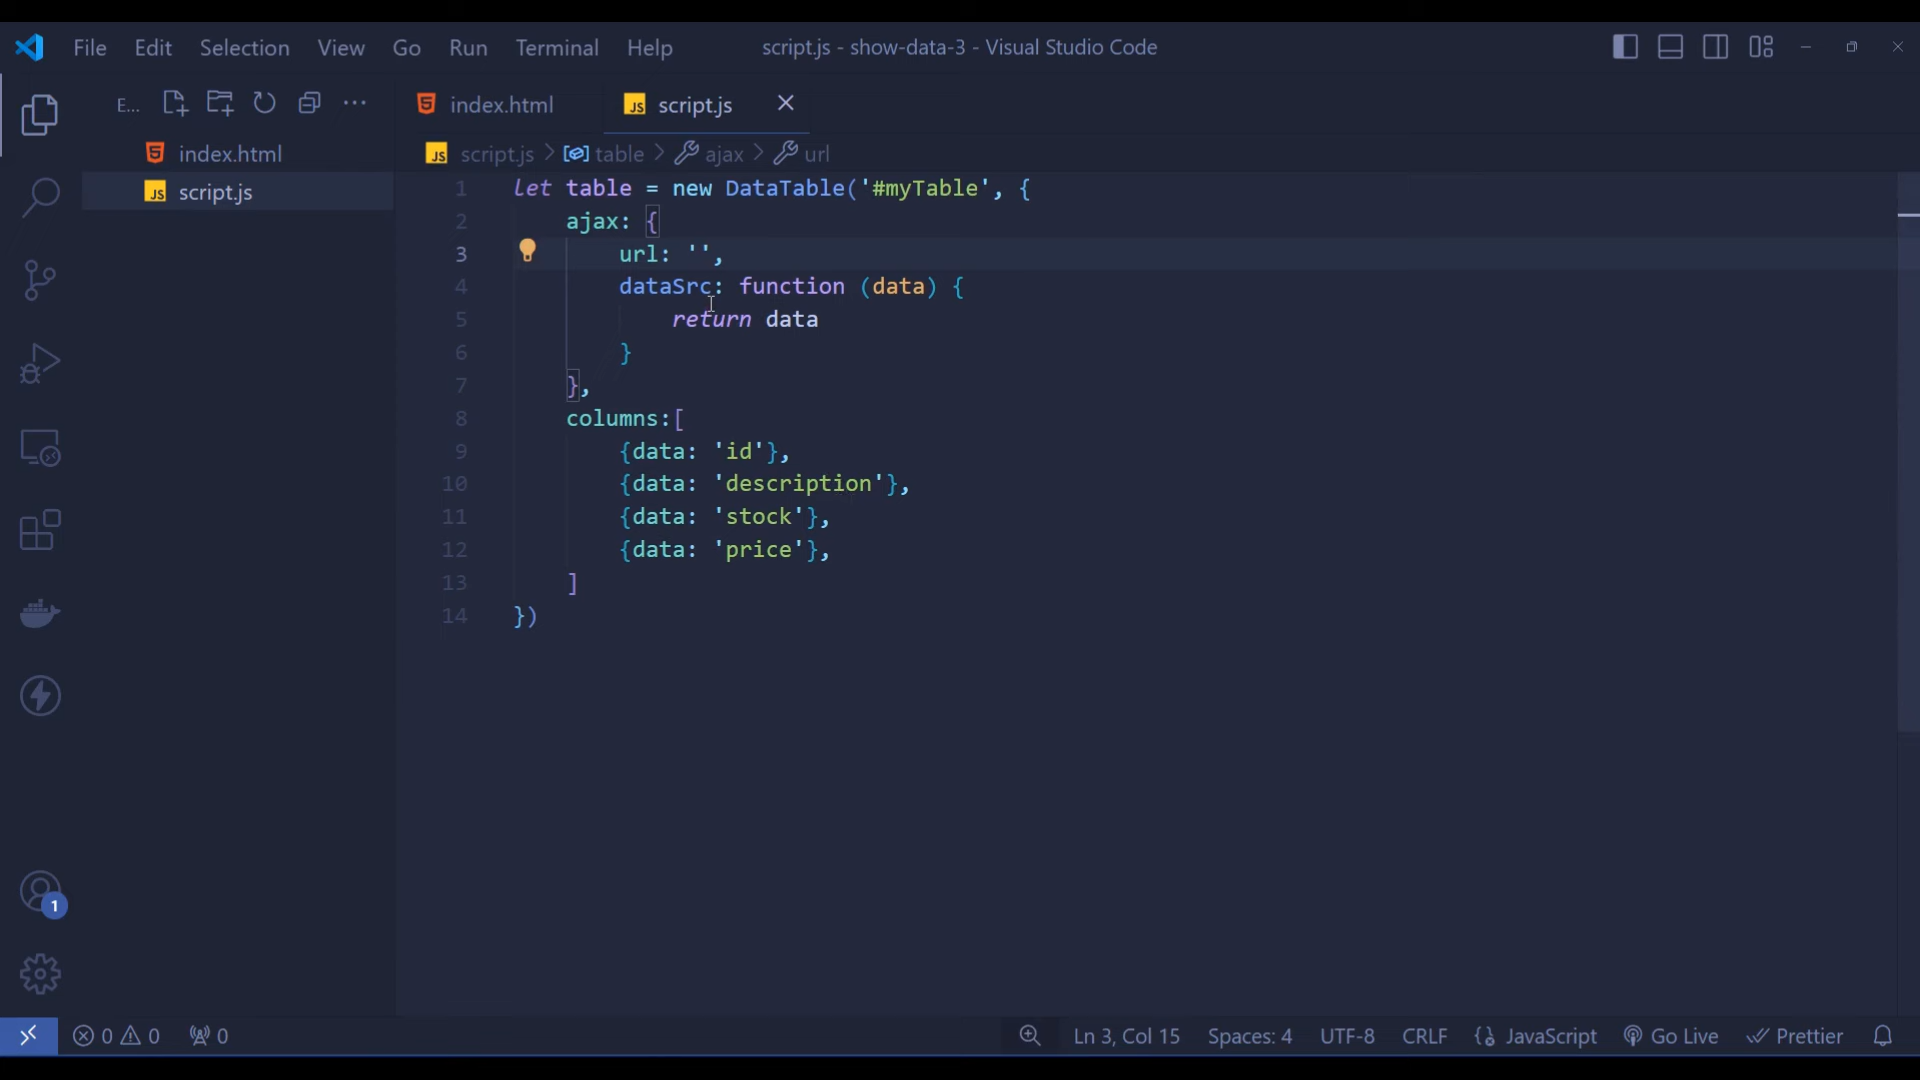 File Edit Selection View Go Run Terminal Help script.js - show-data-3 - Visual Studio Code
E... index.html script.js
index.html script.js > table > ajax > url
script.js
1 let table = new DataTable('#myTable', {
2 ajax: {
3 url: '',
4 dataSrc: function (data) {
5 return data
6 }
7 },
8 columns:[
9 {data: 'id'},
10 {data: 'description'},
11 {data: 'stock'},
12 {data: 'price'},
13 ]
14 })
1
0 0 0 Ln 3, Col 15 Spaces: 4 UTF-8 CRLF {} JavaScript Go Live Prettier